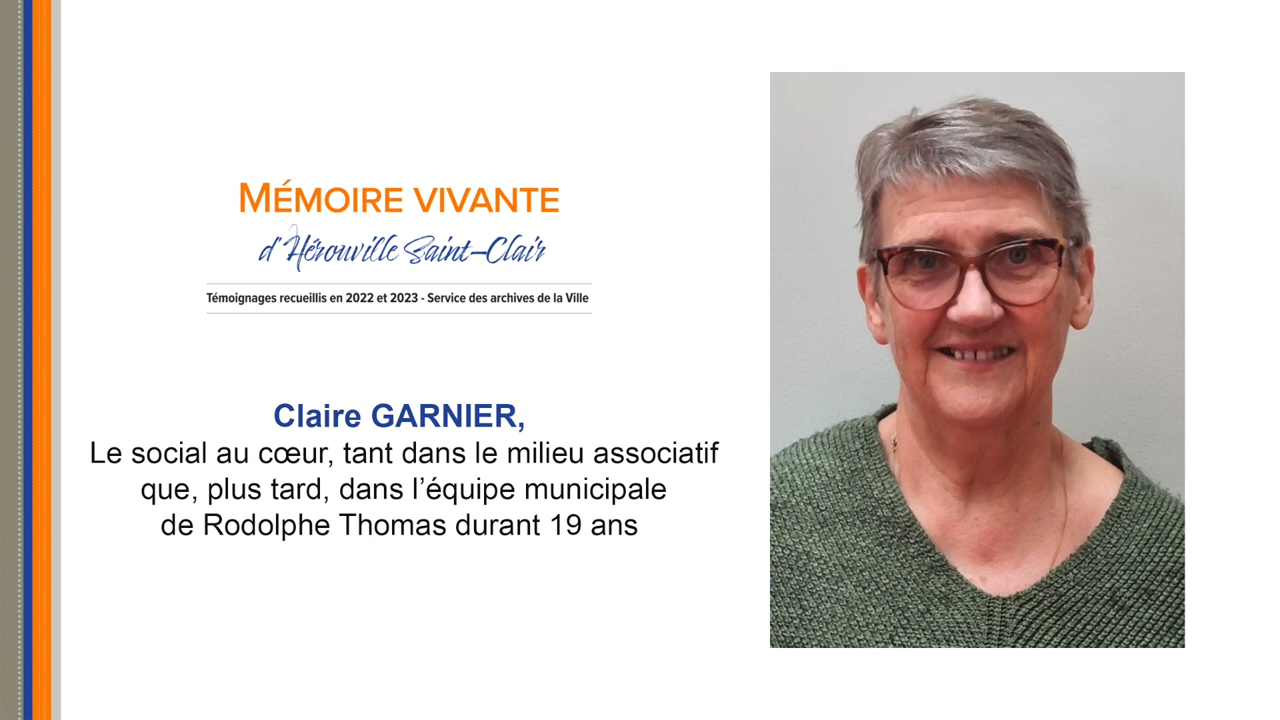 MÉMOIRE VIVANTE
d'Hérouville Saint-Clair
Témoignages recueillis en 2022 et 2023 - Service des archives de la Ville
Claire GARNIER,
Le social au cœur, tant dans le milieu associatif
que, plus tard, dans l’équipe municipale
de Rodolphe Thomas durant 19 ans